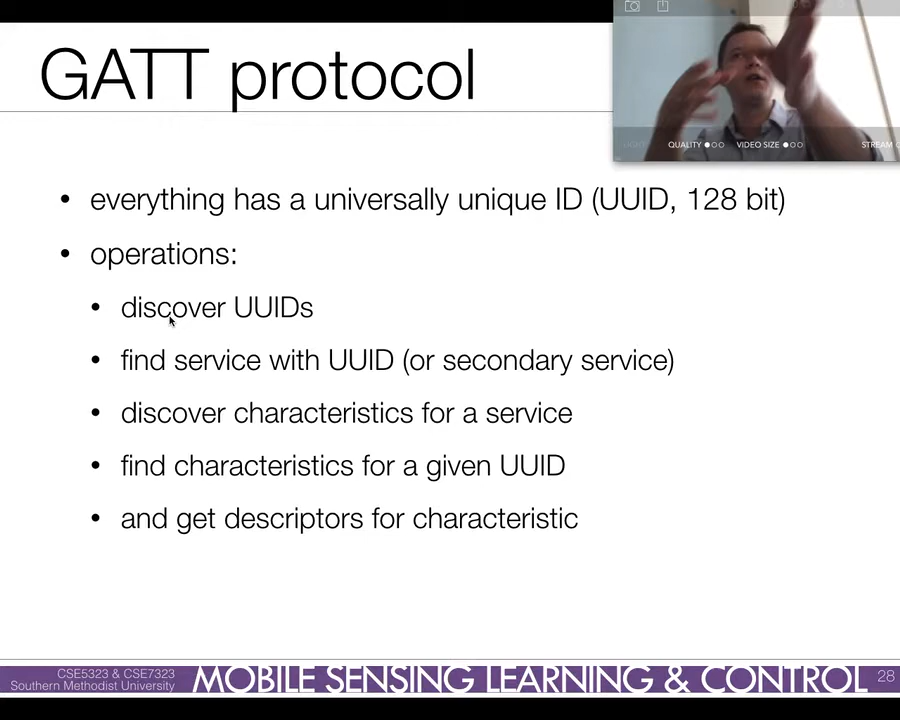 GATT protocol
QUALITY
VIDEO SIZE
STREAM
• everything has a universally unique ID (UUID, 128 bit)
• operations:
• discover UUIDs
• find service with UUID (or secondary service)
• discover characteristics for a service
• find characteristics for a given UUID
• and get descriptors for characteristic
CSE5323 & CSE7323
Southern Methodist University
MOBILE SENSING LEARNING & CONTROL
28